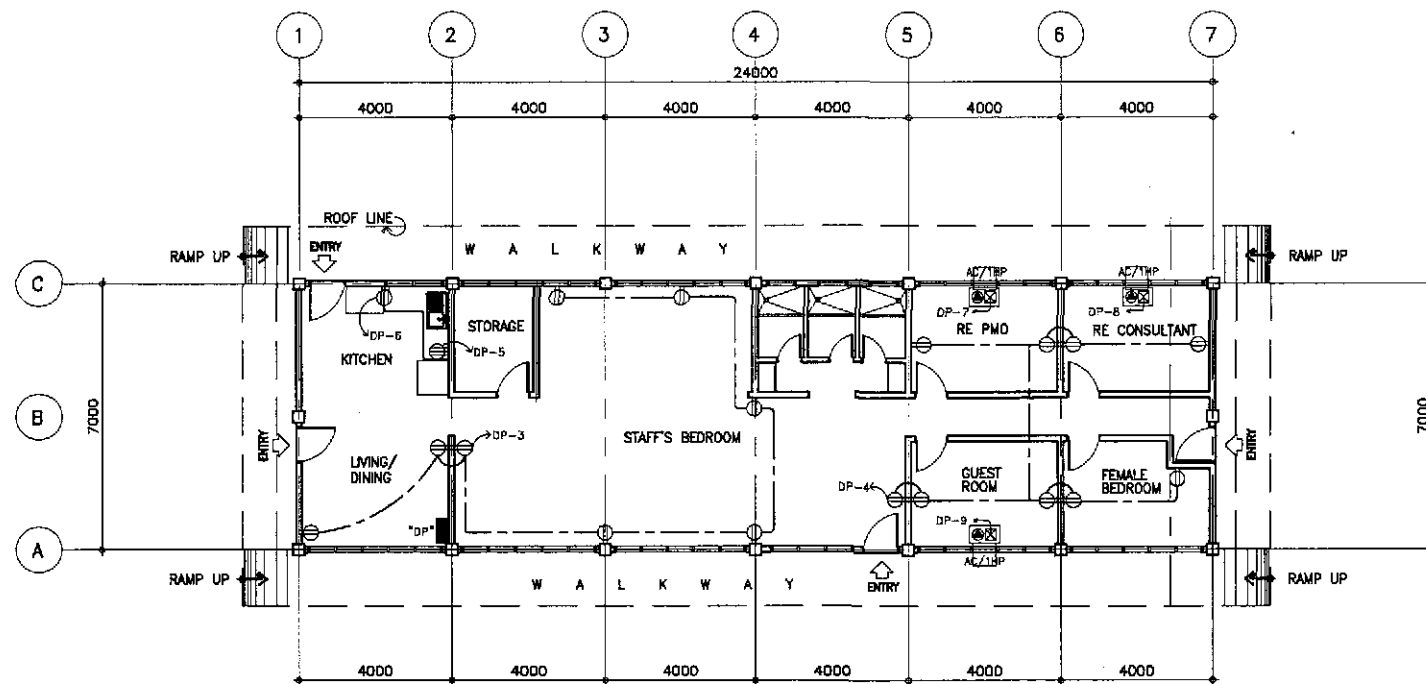 1 2 3 4 5 6 7
24000
4000 4000 4000 4000 4000 4000
ROOF LINE
ENTRY
WALKWAY
RAMP UP
RAMP UP
C
AC/1HP
AC/1HP
STORAGE
DP-7
DP-8
RE PMO
RE CONSULTANT
DP-6
DP-5
KITCHEN
B
7000
7000
ENTRY
DP-3
STAFF'S BEDROOM
ENTRY
LIVING/
DINING
GUEST
ROOM
FEMALE
BEDROOM
DP-4
DP-9
"DP"
A
AC/1HP
RAMP UP
WALKWAY
ENTRY
RAMP UP
4000 4000 4000 4000 4000 4000